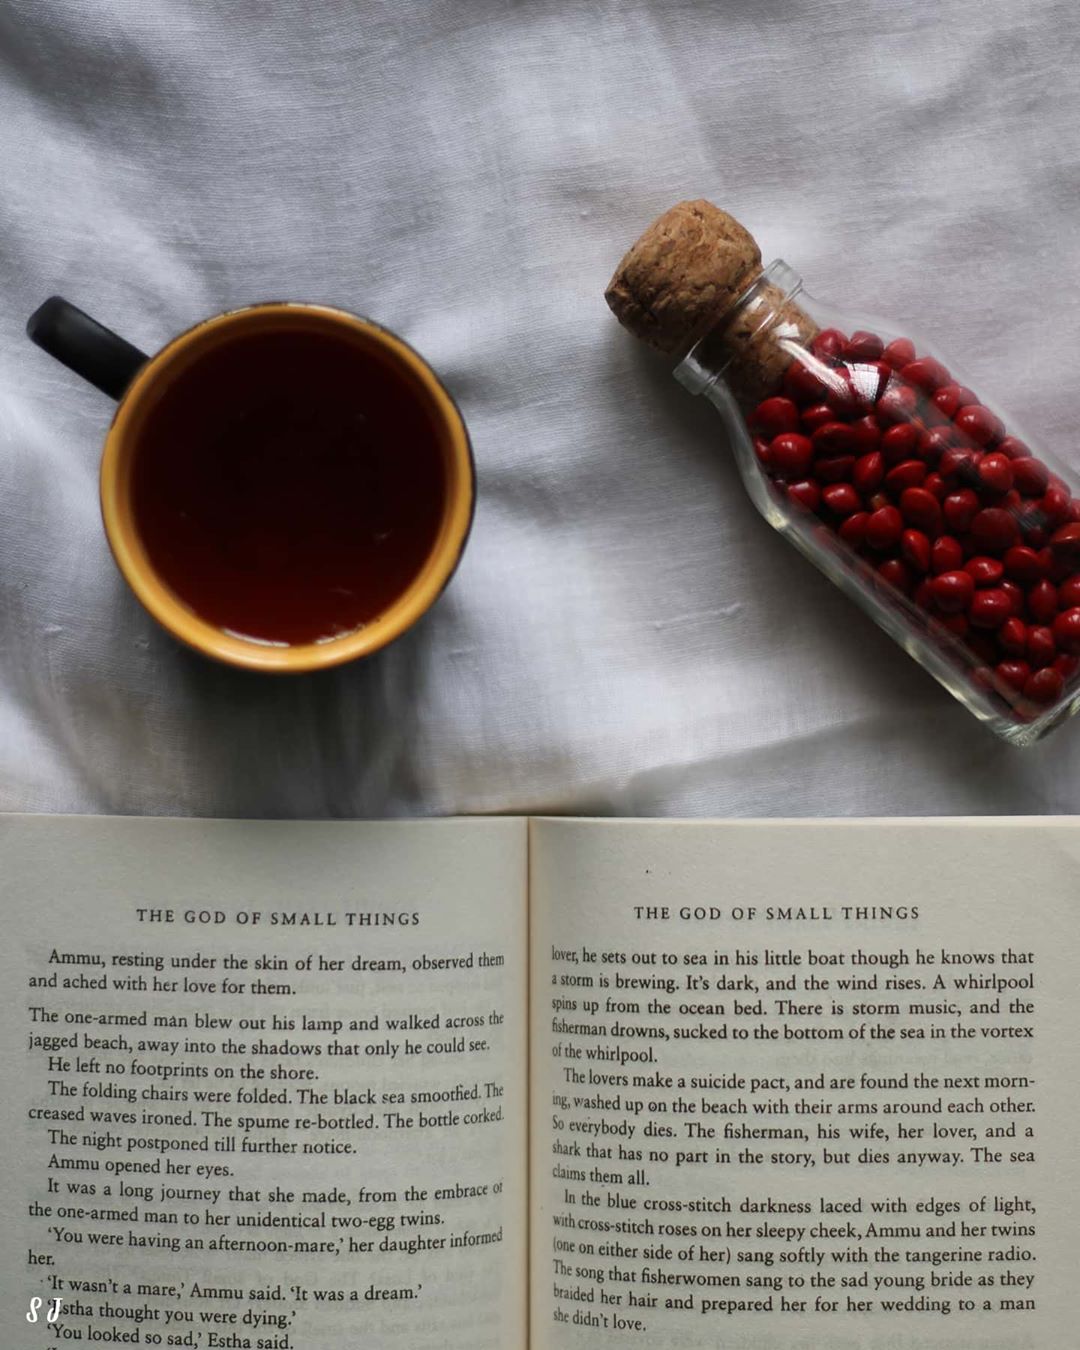 THE GOD OF SMALL THINGS
Ammu, resting under the skin of her dream, observed them
and ached with her love for them.
The one-armed man blew out his lamp and walked across the
jagged beach, away into the shadows that only he could see.
He left no footprints on the shore.
The folding chairs were folded. The black sea smoothed. The
creased waves ironed. The spume re-bottled. The bottle corked.
The night postponed till further notice.
Ammu opened her eyes.
It was a long journey that she made, from the embrace of
the one-armed man to her unidentical two-egg twins.
‘You were having an afternoon-mare,’ her daughter informed
her.
‘It wasn’t a mare,’ Ammu said. ‘It was a dream.’
‘Estha thought you were dying.’
‘You looked so sad,’ Estha said.
THE GOD OF SMALL THINGS
lover, he sets out to sea in his little boat though he knows that
a storm is brewing. It’s dark, and the wind rises. A whirlpool
spins up from the ocean bed. There is storm music, and the
fisherman drowns, sucked to the bottom of the sea in the vortex
of the whirlpool.
The lovers make a suicide pact, and are found the next morn-
ing, washed up on the beach with their arms around each other.
So everybody dies. The fisherman, his wife, her lover, and a
shark that has no part in the story, but dies anyway. The sea
claims them all.
In the blue cross-stitch darkness laced with edges of light,
with cross-stitch roses on her sleepy cheek, Ammu and her twins
(one on either side of her) sang softly with the tangerine radio.
The song that fisherwomen sang to the sad young bride as they
braided her hair and prepared her for her wedding to a man
she didn’t love.
SJ